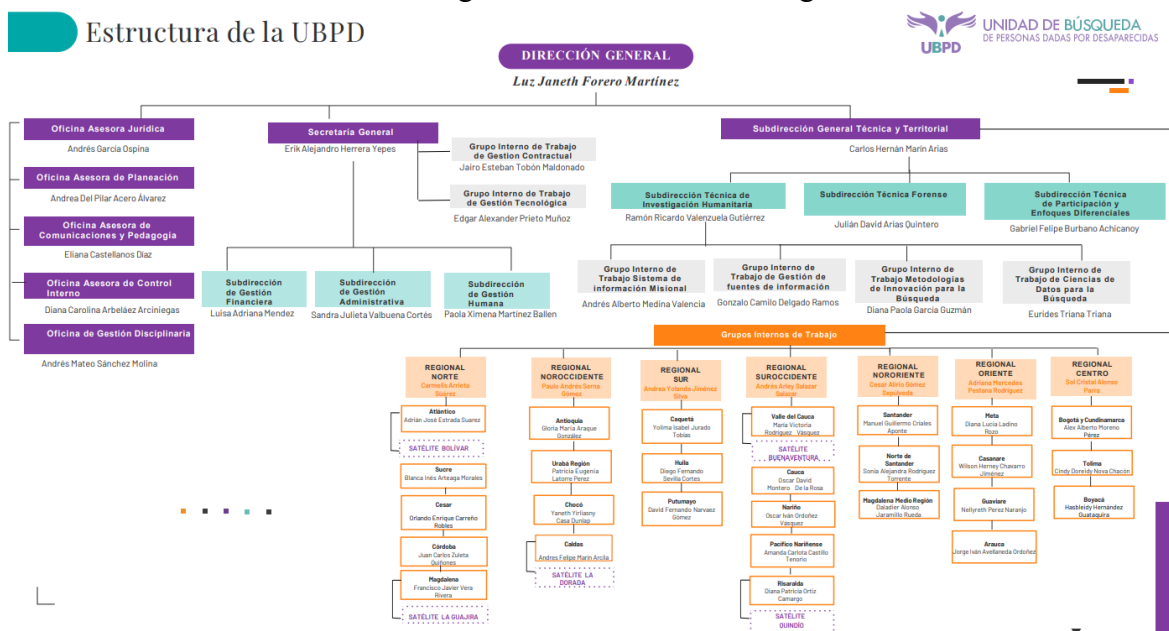 Estructura de la UBPD
UNIDAD DE BÚSQUEDA
DE PERSONAS DADAS POR DESAPARECIDAS
UBPD
DIRECCIÓN GENERAL
Luz Janeth Forero Martínez
Oficina Asesora Jurídica
Andrés García Ospina
Oficina Asesora de Planeación
Andrea Del Pilar Acero Álvarez
Oficina Asesora de
Comunicaciones y Pedagogía
Eliana Castellanos Díaz
Oficina Asesora de Control
Interno
Diana Carolina Arbeláez Arciniegas
Oficina de Gestión Disciplinaria
Andrés Mateo Sánchez Molina
Secretaría General
Erik Alejandro Herrera Yepes
Grupo Interno de Trabajo
de Gestion Contractual
Jairo Esteban Tobón Maldonado
Grupo Interno de Trabajo
de Gestión Tecnológica
Edgar Alexander Prieto Muñoz
Subdirección
de Gestión
Financiera
Luisa Adriana Mendez
Subdirección
de Gestión
Administrativa
Sandra Julieta Valbuena Cortés
Subdirección
de Gestión
Humana
Paola Ximena Martínez Ballen
Subdirección General Técnica y Territorial
Carlos Hernán Marín Arias
Subdirección Técnica de
Investigación Humanitaria
Ramón Ricardo Valenzuela Gutiérrez
Subdirección Técnica Forense
Julián David Arias Quintero
Subdirección Técnica
de Participación y
Enfoques Diferenciales
Gabriel Felipe Burbano Achicanoy
Grupo Interno de
Trabajo Sistema de
información Misional
Andrés Alberto Medina Valencia
Grupo Interno de
Trabajo de Gestión de
fuentes de información
Gonzalo Camilo Delgado Ramos
Grupo Interno de
Trabajo Metodologías
de Innovación para la
Búsqueda
Diana Paola García Guzmán
Grupo Interno de
Trabajo de Ciencias de
Datos para la
Búsqueda
Eurides Triana Triana
Grupos Internos de Trabajo
REGIONAL
NORTE
Carmelis Arrieta
Suárez
Atlántico
Adrián José Estrada Suarez
SATÉLITE BOLÍVAR
Sucre
Blanca Inés Arteaga Morales
Cesar
Orlando Enrique Carreño
Robles
Córdoba
Juan Carlos Zuleta
Quiñones
Magdalena
Francisco Javier Vera
Rivera
SATÉLITE LA GUAJIRA
REGIONAL
NOROCCIDENTE
Paulo Andrés Serna
Gómez
Antioquia
Gloria María Araque
González
Urabá Región
Patricia Eugenia
Latorre Perez
Chocó
Yaneth Yirliasny
Casa Dunlap
Caldas
Andres Felipe Marín Arcila
SATÉLITE LA
DORADA
REGIONAL
SUR
Andrea Yolanda Jiménez
Silva
Caquetá
Yolima Isabel Jurado
Tobias
Huila
Diego Fernando
Sevilla Cortes
Putumayo
David Fernando Narvaez
Gómez
REGIONAL
SUROCCIDENTE
Andrés Arley Salazar
Salazar
Valle del Cauca
María Victoria
Rodriguez Vásquez
SATÉLITE
BUENAVENTURA
Cauca
Oscar David
Montero De la Rosa
Nariño
Oscar Iván Ordoñez
Vásquez
Pacífico Nariñense
Amanda Carlota Castillo
Tenorio
Risaralda
Diana Patricia Ortiz
Camargo
SATÉLITE
QUINDÍO
REGIONAL
NORORIENTE
Cesar Alirio Gómez
Sepúlveda
Santander
Manuel Guillermo Criales
Aponte
Norte de
Santander
Sonia Alejandra Rodriguez
Torrente
Magdalena Medio Región
Daladier Alonso
Jaramillo Rueda
REGIONAL
ORIENTE
Adriana Mercedes
Pestana Rodríguez
Meta
Diana Lucía Ladino
Rozo
Casanare
Wilson Herney Chavarro
Jiménez
Guaviare
Nellyreth Perez Naranjo
Arauca
Jorge Iván Avellaneda Ordoñez
REGIONAL
CENTRO
Sol Cristal Alonso
Parra
Bogotá y Cundinamarca
Alex Alberto Moreno
Pérez
Tolima
Cindy Doreidy Nova Chacón
Boyacá
Hasbleidy Hernández
Guataquira